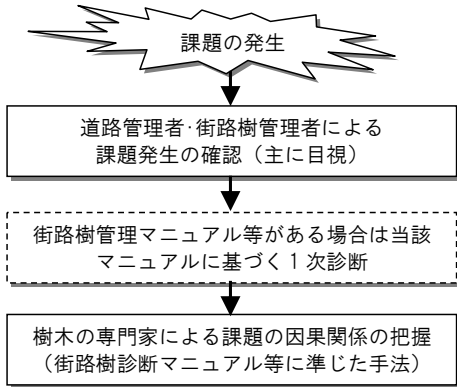 課題の発生
道路管理者･街路樹管理者による
課題発生の確認（主に目視）
街路樹管理マニュアル等がある場合は当該
マニュアルに基づく１次診断
樹木の専門家による課題の因果関係の把握
（街路樹診断マニュアル等に準じた手法）